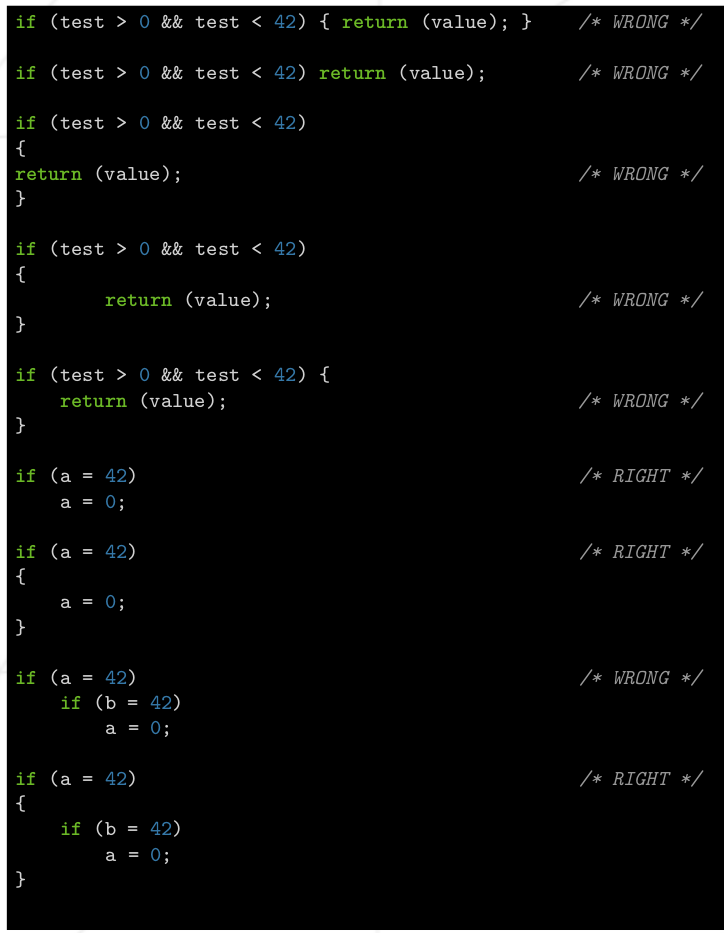 if (test > 0 && test < 42) { return (value); }    /* WRONG */
if (test > 0 && test < 42) return (value);        /* WRONG */
if (test > 0 && test < 42)
{
return (value);                                   /* WRONG */
}
if (test > 0 && test < 42)
{
        return (value);                           /* WRONG */
}
if (test > 0 && test < 42) {
    return (value);                               /* WRONG */
}
if (a = 42)                                       /* RIGHT */
    a = 0;
if (a = 42)                                       /* RIGHT */
{
    a = 0;
}
if (a = 42)                                       /* WRONG */
    if (b = 42)
        a = 0;
if (a = 42)                                       /* RIGHT */
{
    if (b = 42)
        a = 0;
}